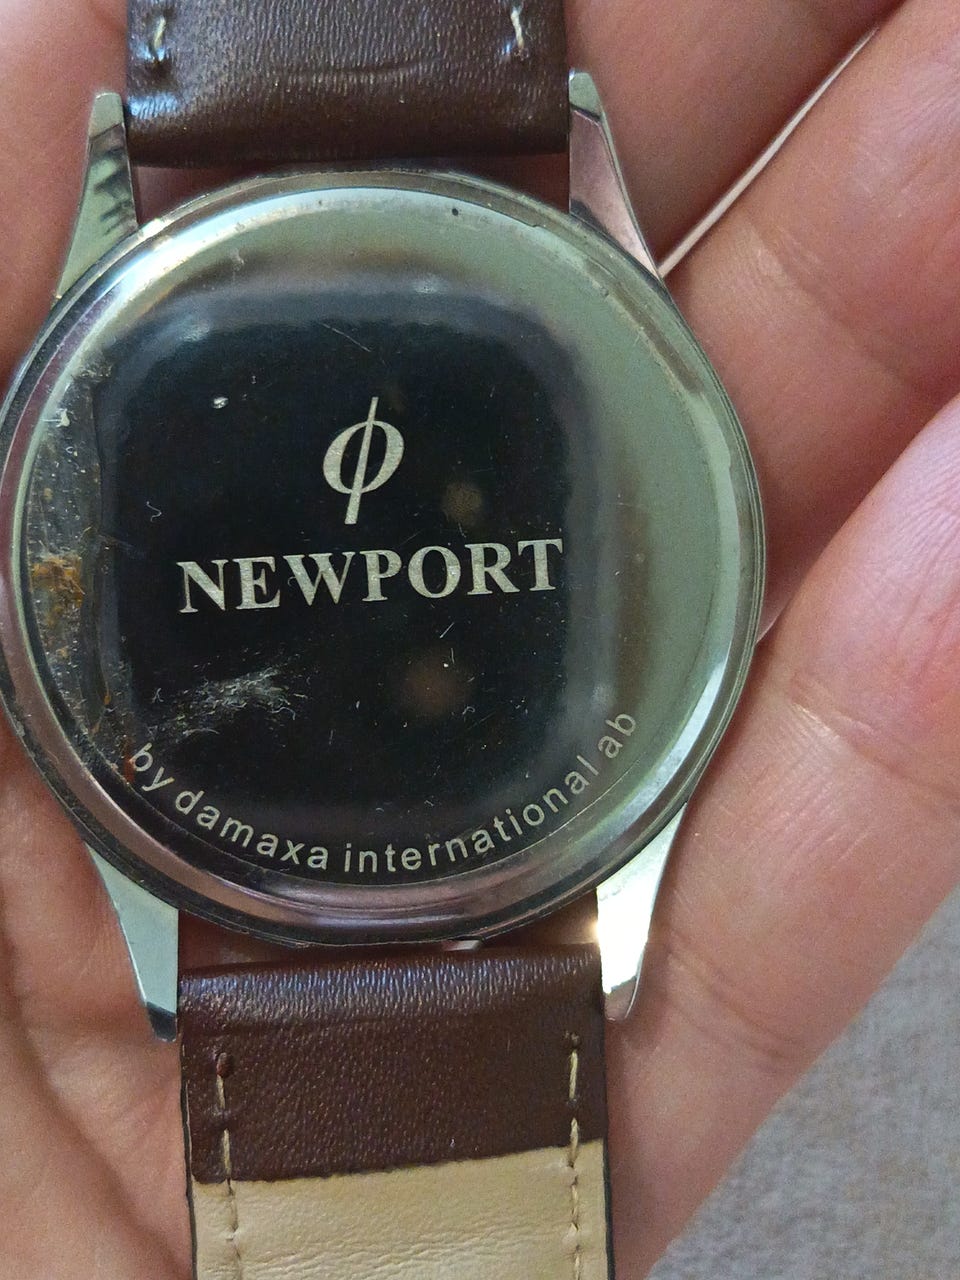 ϕ
NEWPORT
by damaxa international ab